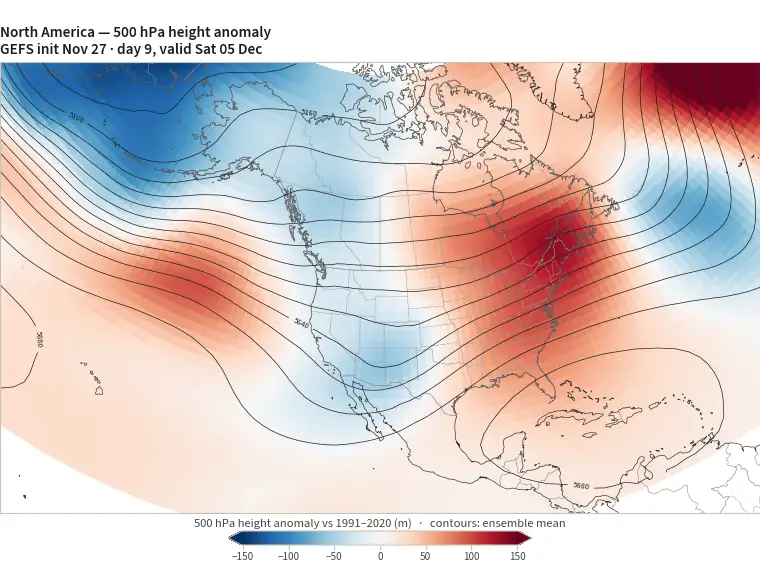 North America — 500 hPa height anomaly
GEFS init Nov 27 · day 9, valid Sat 05 Dec
5160
5160
5640
5880
5880
500 hPa height anomaly vs 1991–2020 (m) · contours: ensemble mean
−150 −100 −50 0 50 100 150